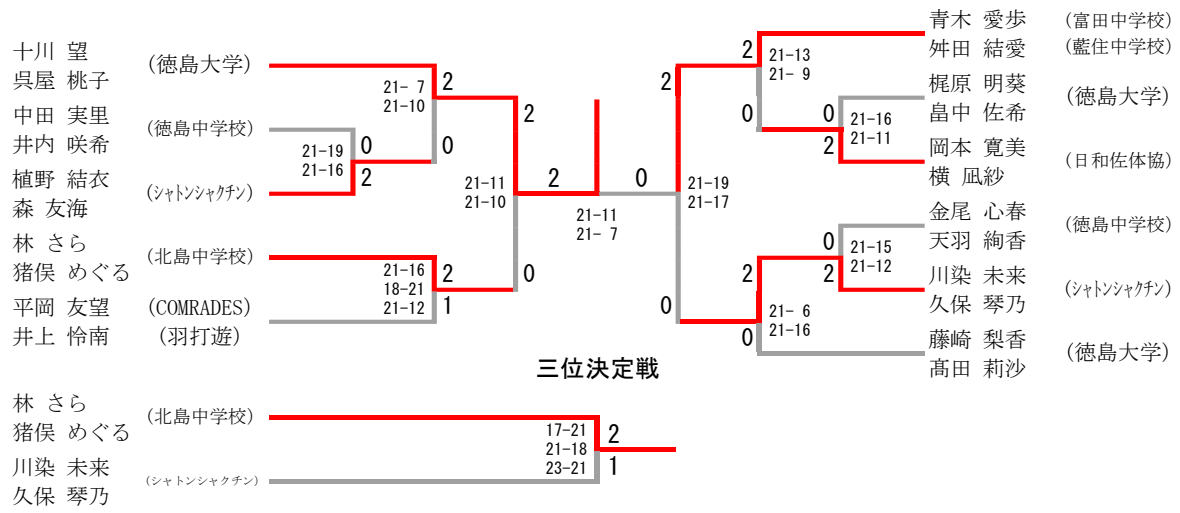 十川 望
呉屋 桃子
(徳島大学)
中田 実里
井内 咲希
(徳島中学校)
植野 結衣
森 友海
(シャトンシャクチン)
林 さら
猪俣 めぐる
(北島中学校)
平岡 友望
井上 怜南
(COMRADES)
(羽打遊)
21- 7
21-10
2
0
21-19
21-16
0
2
21-16
18-21
21-12
2
1
21-11
21-10
2
0
2
0
21-11
21- 7
2
0
21-19
21-17
2
0
21-13
21- 9
0
2
21-16
21-11
2
0
21- 6
21-16
0
2
21-15
21-12
青木 愛歩
舛田 結愛
(富田中学校)
(藍住中学校)
梶原 明葵
畠中 佐希
(徳島大学)
岡本 寛美
横 凪紗
(日和佐体協)
金尾 心春
天羽 絢香
(徳島中学校)
川染 未来
久保 琴乃
(シャトンシャクチン)
藤崎 梨香
髙田 莉沙
(徳島大学)
三位決定戦
林 さら
猪俣 めぐる
(北島中学校)
川染 未来
久保 琴乃
(シャトンシャクチン)
17-21
21-18
23-21
2
1